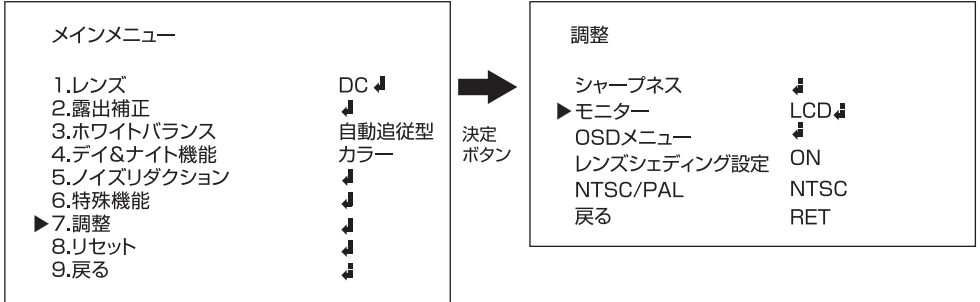 メインメニュー
1.レンズ DC↲
2.露出補正 ↲
3.ホワイトバランス 自動追従型
4.デイ&ナイト機能 カラー
5.ノイズリダクション ↲
6.特殊機能 ↲
▶7.調整 ↲
8.リセット ↲
9.戻る ↲
決定
ボタン
調整
シャープネス ↲
▶モニター LCD↲
OSDメニュー ↲
レンズシェディング設定 ON
NTSC/PAL NTSC
戻る RET